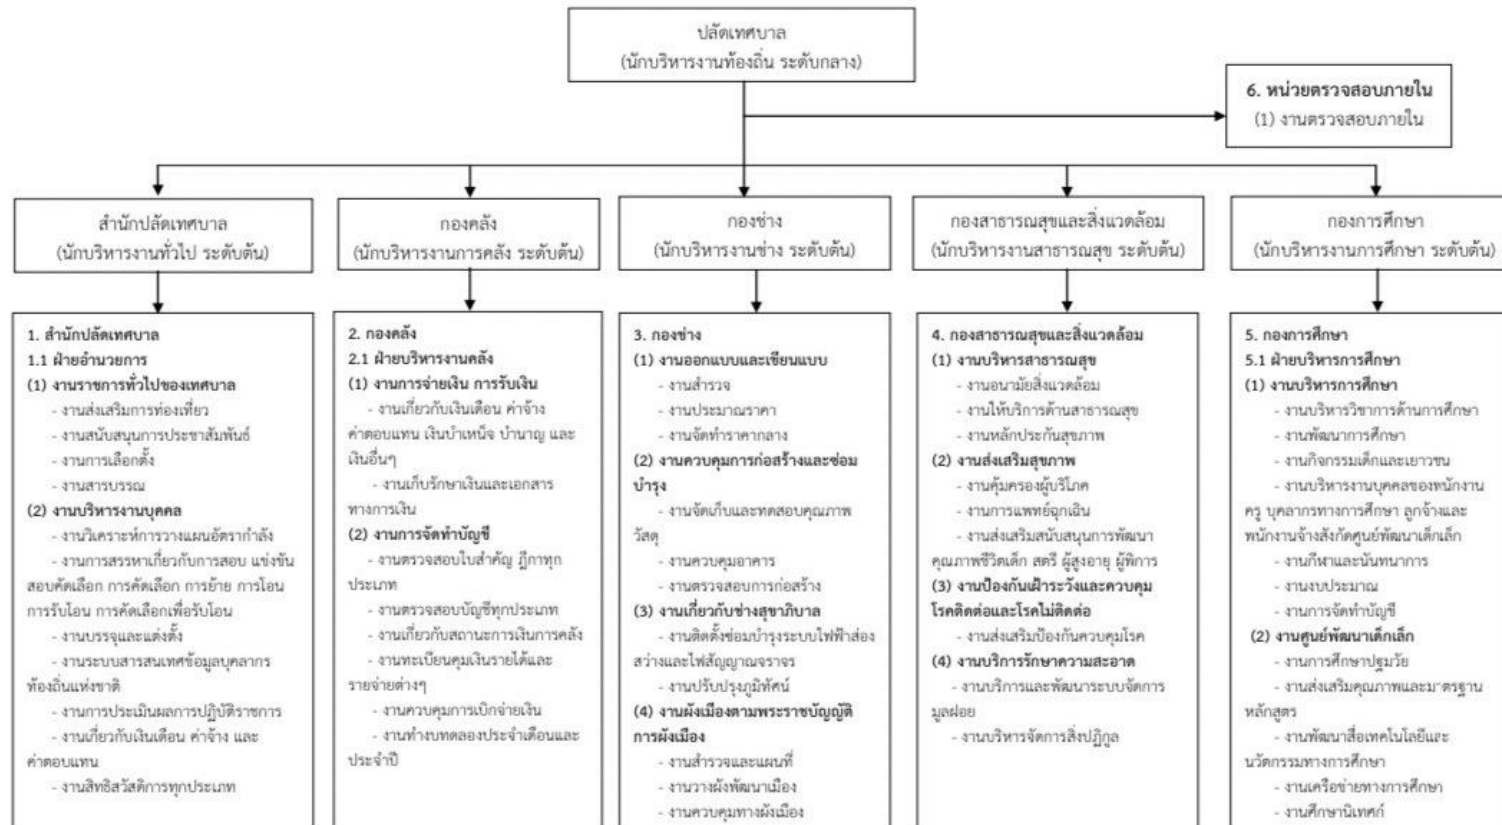 ปลัดเทศบาล
(นักบริหารงานท้องถิ่น ระดับกลาง)
6. หน่วยตรวจสอบภายใน
(1) งานตรวจสอบภายใน
สำนักปลัดเทศบาล
(นักบริหารงานทั่วไป ระดับต้น)
กองคลัง
(นักบริหารงานการคลัง ระดับต้น)
กองช่าง
(นักบริหารงานช่าง ระดับต้น)
กองสาธารณสุขและสิ่งแวดล้อม
(นักบริหารงานสาธารณสุข ระดับต้น)
กองการศึกษา
(นักบริหารงานการศึกษา ระดับต้น)
1. สำนักปลัดเทศบาล
1.1 ฝ่ายอำนวยการ
(1) งานราชการทั่วไปของเทศบาล
- งานส่งเสริมการท่องเที่ยว
- งานสนับสนุนการประชาสัมพันธ์
- งานการเลือกตั้ง
- งานสารบรรณ
(2) งานบริหารงานบุคคล
- งานวิเคราะห์การวางแผนอัตรากำลัง
- งานการสรรหาเกี่ยวกับการสอบ แข่งขัน
สอบคัดเลือก การคัดเลือก การย้าย การโอน
การรับโอน การคัดเลือกเพื่อรับโอน
- งานบรรจุและแต่งตั้ง
- งานระบบสารสนเทศข้อมูลบุคลากร
ท้องถิ่นแห่งชาติ
- งานการประเมินผลการปฏิบัติราชการ
- งานเกี่ยวกับเงินเดือน ค่าจ้าง และ
ค่าตอบแทน
- งานสิทธิสวัสดิการทุกประเภท
2. กองคลัง
2.1 ฝ่ายบริหารงานคลัง
(1) งานการจ่ายเงิน การรับเงิน
- งานเกี่ยวกับเงินเดือน ค่าจ้าง
ค่าตอบแทน เงินบำเหน็จ บำนาญ และ
เงินอื่นๆ
- งานเก็บรักษาเงินและเอกสาร
ทางการเงิน
(2) งานการจัดทำบัญชี
- งานตรวจสอบใบสำคัญ ฎีกาทุก
ประเภท
- งานตรวจสอบบัญชีทุกประเภท
- งานเกี่ยวกับสถานะการเงินการคลัง
- งานทะเบียนคุมเงินรายได้และ
รายจ่ายต่างๆ
- งานควบคุมการเบิกจ่ายเงิน
- งานทำงบทดลองประจำเดือนและ
ประจำปี
3. กองช่าง
(1) งานออกแบบและเขียนแบบ
- งานสำรวจ
- งานประมาณราคา
- งานจัดทำราคากลาง
(2) งานควบคุมการก่อสร้างและซ่อม
บำรุง
- งานจัดเก็บและทดสอบคุณภาพ
วัสดุ
- งานควบคุมอาคาร
- งานตรวจสอบการก่อสร้าง
(3) งานเกี่ยวกับช่างสุขาภิบาล
- งานติดตั้งซ่อมบำรุงระบบไฟฟ้าส่อง
สว่างและไฟสัญญาณจราจร
- งานปรับปรุงภูมิทัศน์
(4) งานผังเมืองตามพระราชบัญญัติ
การผังเมือง
- งานสำรวจและแผนที่
- งานวางผังพัฒนาเมือง
- งานควบคุมทางผังเมือง
4. กองสาธารณสุขและสิ่งแวดล้อม
(1) งานบริหารสาธารณสุข
- งานอนามัยสิ่งแวดล้อม
- งานให้บริการด้านสาธารณสุข
- งานหลักประกันสุขภาพ
(2) งานส่งเสริมสุขภาพ
- งานคุ้มครองผู้บริโภค
- งานการแพทย์ฉุกเฉิน
- งานส่งเสริมสนับสนุนการพัฒนา
คุณภาพชีวิตเด็ก สตรี ผู้สูงอายุ ผู้พิการ
(3) งานป้องกันเฝ้าระวังและควบคุม
โรคติดต่อและโรคไม่ติดต่อ
- งานส่งเสริมป้องกันควบคุมโรค
(4) งานบริการรักษาความสะอาด
- งานบริการและพัฒนาระบบจัดการ
มูลฝอย
- งานบริหารจัดการสิ่งปฏิกูล
5. กองการศึกษา
5.1 ฝ่ายบริหารการศึกษา
(1) งานบริหารการศึกษา
- งานบริหารวิชาการด้านการศึกษา
- งานพัฒนาการศึกษา
- งานกิจกรรมเด็กและเยาวชน
- งานบริหารงานบุคคลของพนักงาน
ครู บุคลากรทางการศึกษา ลูกจ้างและ
พนักงานจ้างสังกัดศูนย์พัฒนาเด็กเล็ก
- งานกีฬาและนันทนาการ
- งานงบประมาณ
- งานการจัดทำบัญชี
(2) งานศูนย์พัฒนาเด็กเล็ก
- งานการศึกษาปฐมวัย
- งานส่งเสริมคุณภาพและมาตรฐาน
หลักสูตร
- งานพัฒนาสื่อเทคโนโลยีและ
นวัตกรรมทางการศึกษา
- งานเครือข่ายทางการศึกษา
- งานศึกษานิเทศก์